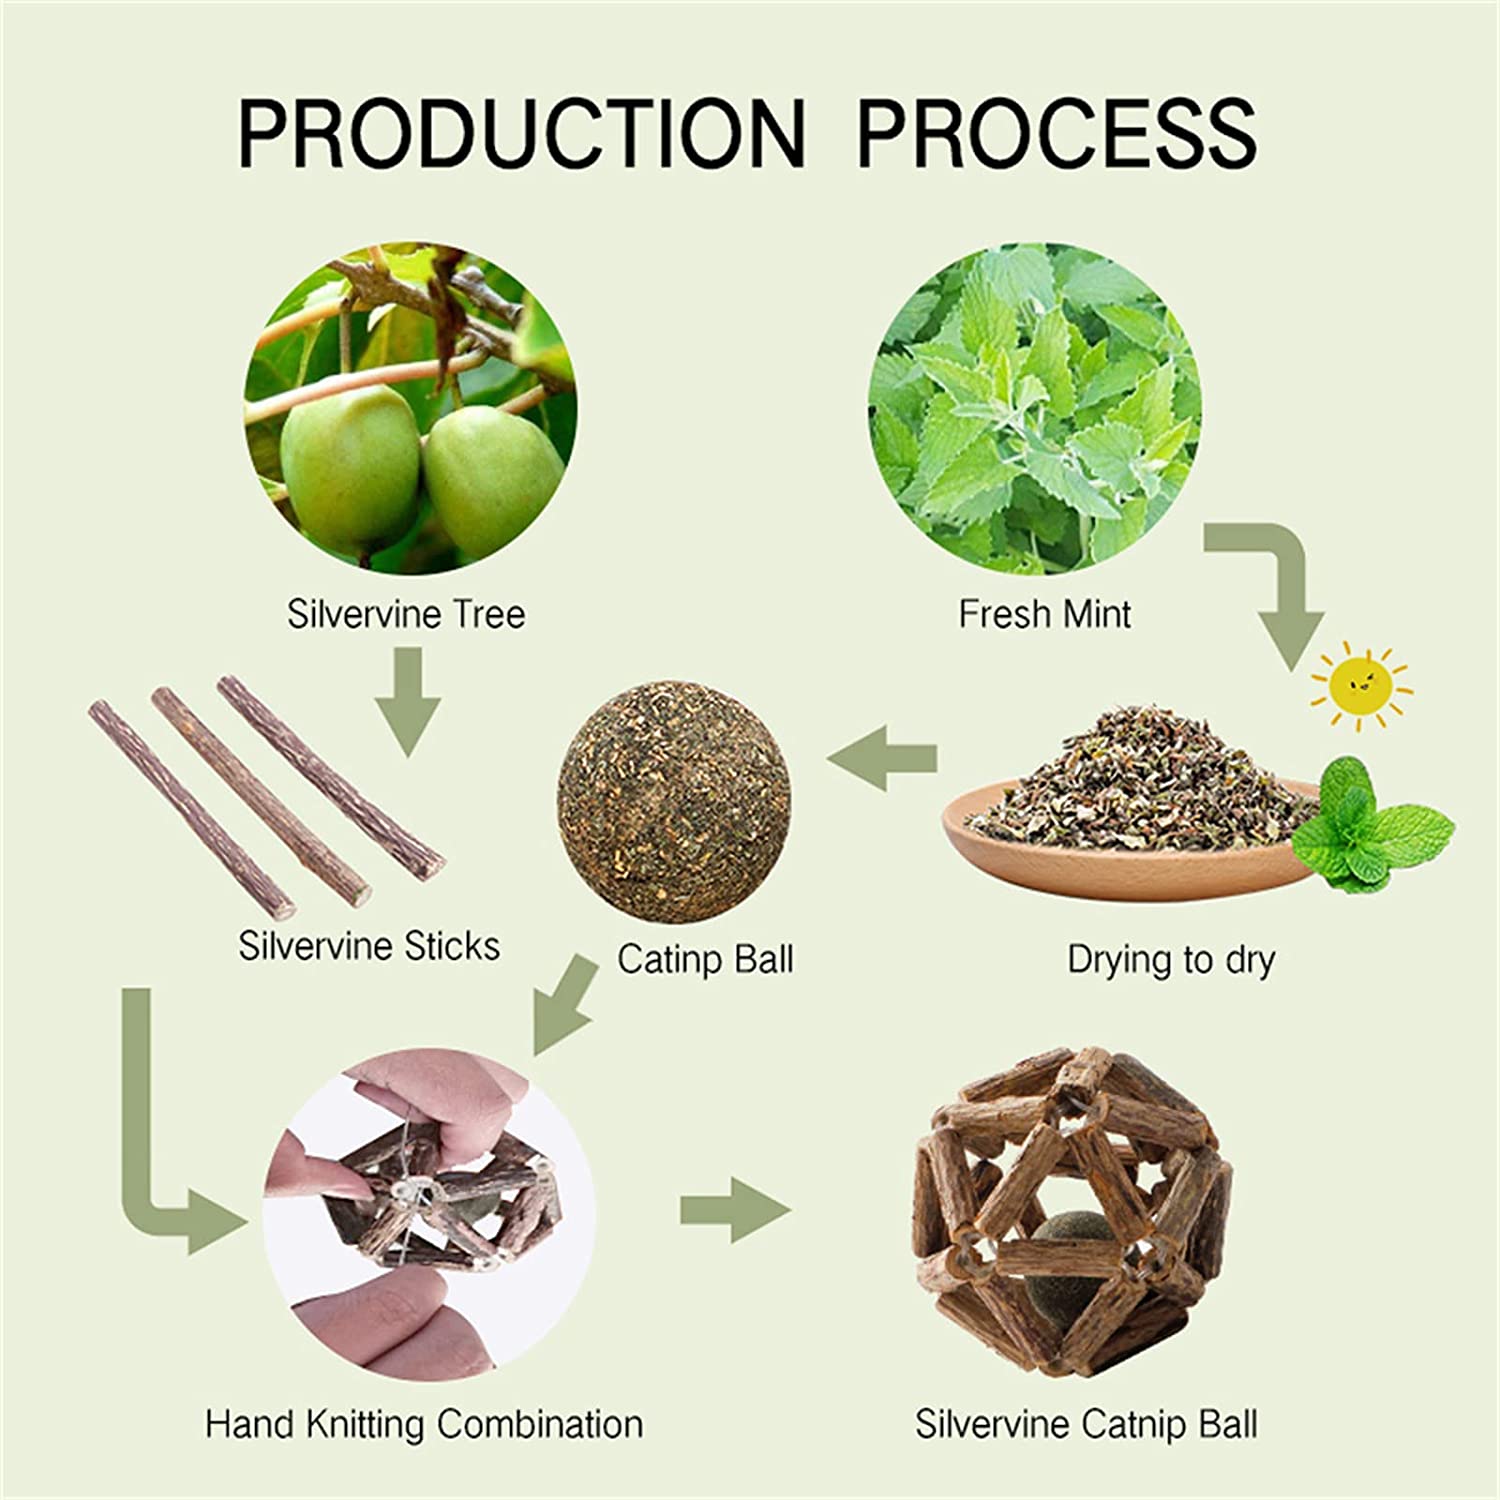 PRODUCTION PROCESS
Silvervine Tree
Fresh Mint
Silvervine Sticks
Catinp Ball
Drying to dry
Hand Knitting Combination
Silvervine Catnip Ball